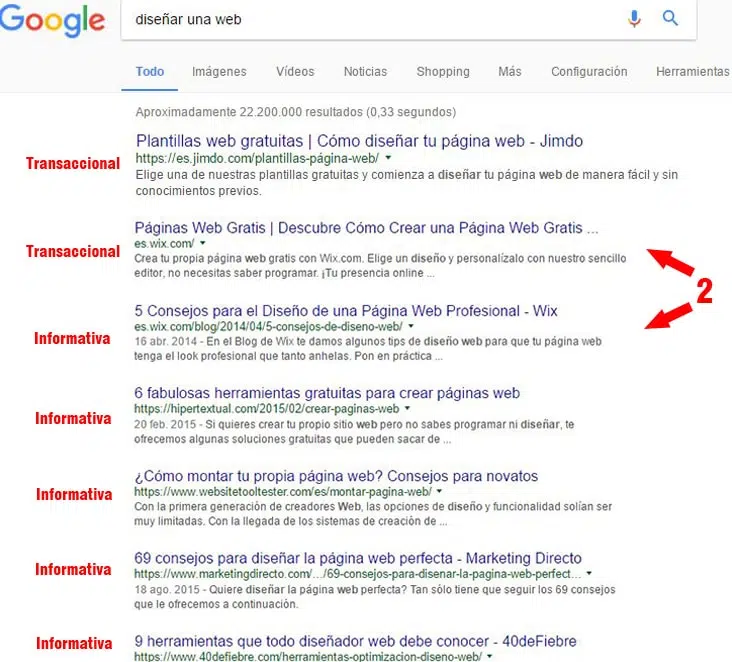 Google
diseñar una web
Todo Imágenes Vídeos Noticias Shopping Más Configuración Herramientas
Aproximadamente 22.200.000 resultados (0,33 segundos)
Transaccional
Plantillas web gratuitas | Cómo diseñar tu página web - Jimdo
https://es.jimdo.com/plantillas-página-web/
Elige una de nuestras plantillas gratuitas y comienza a diseñar tu página web de manera fácil y sin
conocimientos previos.
Transaccional
Páginas Web Gratis | Descubre Cómo Crear una Página Web Gratis ...
es.wix.com/
Crea tu propia página web gratis con Wix.com. Elige un diseño y personalízalo con nuestro sencillo
editor, no necesitas saber programar. ¡Tu presencia online ...
2
Informativa
5 Consejos para el Diseño de una Página Web Profesional - Wix
es.wix.com/blog/2014/04/5-consejos-de-diseno-web/
16 abr. 2014 - En el Blog de Wix te damos algunos tips de diseño web para que tu página web
tenga el look profesional que tanto anhelas. Pon en práctica ...
Informativa
6 fabulosas herramientas gratuitas para crear páginas web
https://hipertextual.com/2015/02/crear-paginas-web
20 feb. 2015 - Si quieres crear tu propio sitio web pero no sabes programar ni diseñar, te
ofrecemos algunas soluciones gratuitas que pueden sacar de ...
Informativa
¿Cómo montar tu propia página web? Consejos para novatos
https://www.websitetooltester.com/es/montar-pagina-web/
Con la primera generación de creadores Web, las opciones de diseño y funcionalidad solían ser
muy limitadas. Con la llegada de los sistemas de creación de ...
Informativa
69 consejos para diseñar la página web perfecta - Marketing Directo
https://www.marketingdirecto.com/.../69-consejos-para-disenar-la-pagina-web-perfect...
18 ago. 2015 - Quiere diseñar la página web perfecta? Tan sólo tiene que seguir los 69 consejos
que le ofrecemos a continuación.
Informativa
9 herramientas que todo diseñador web debe conocer - 40deFiebre
https://www.40defiebre.com/herramientas-optimizacion-diseno-web/